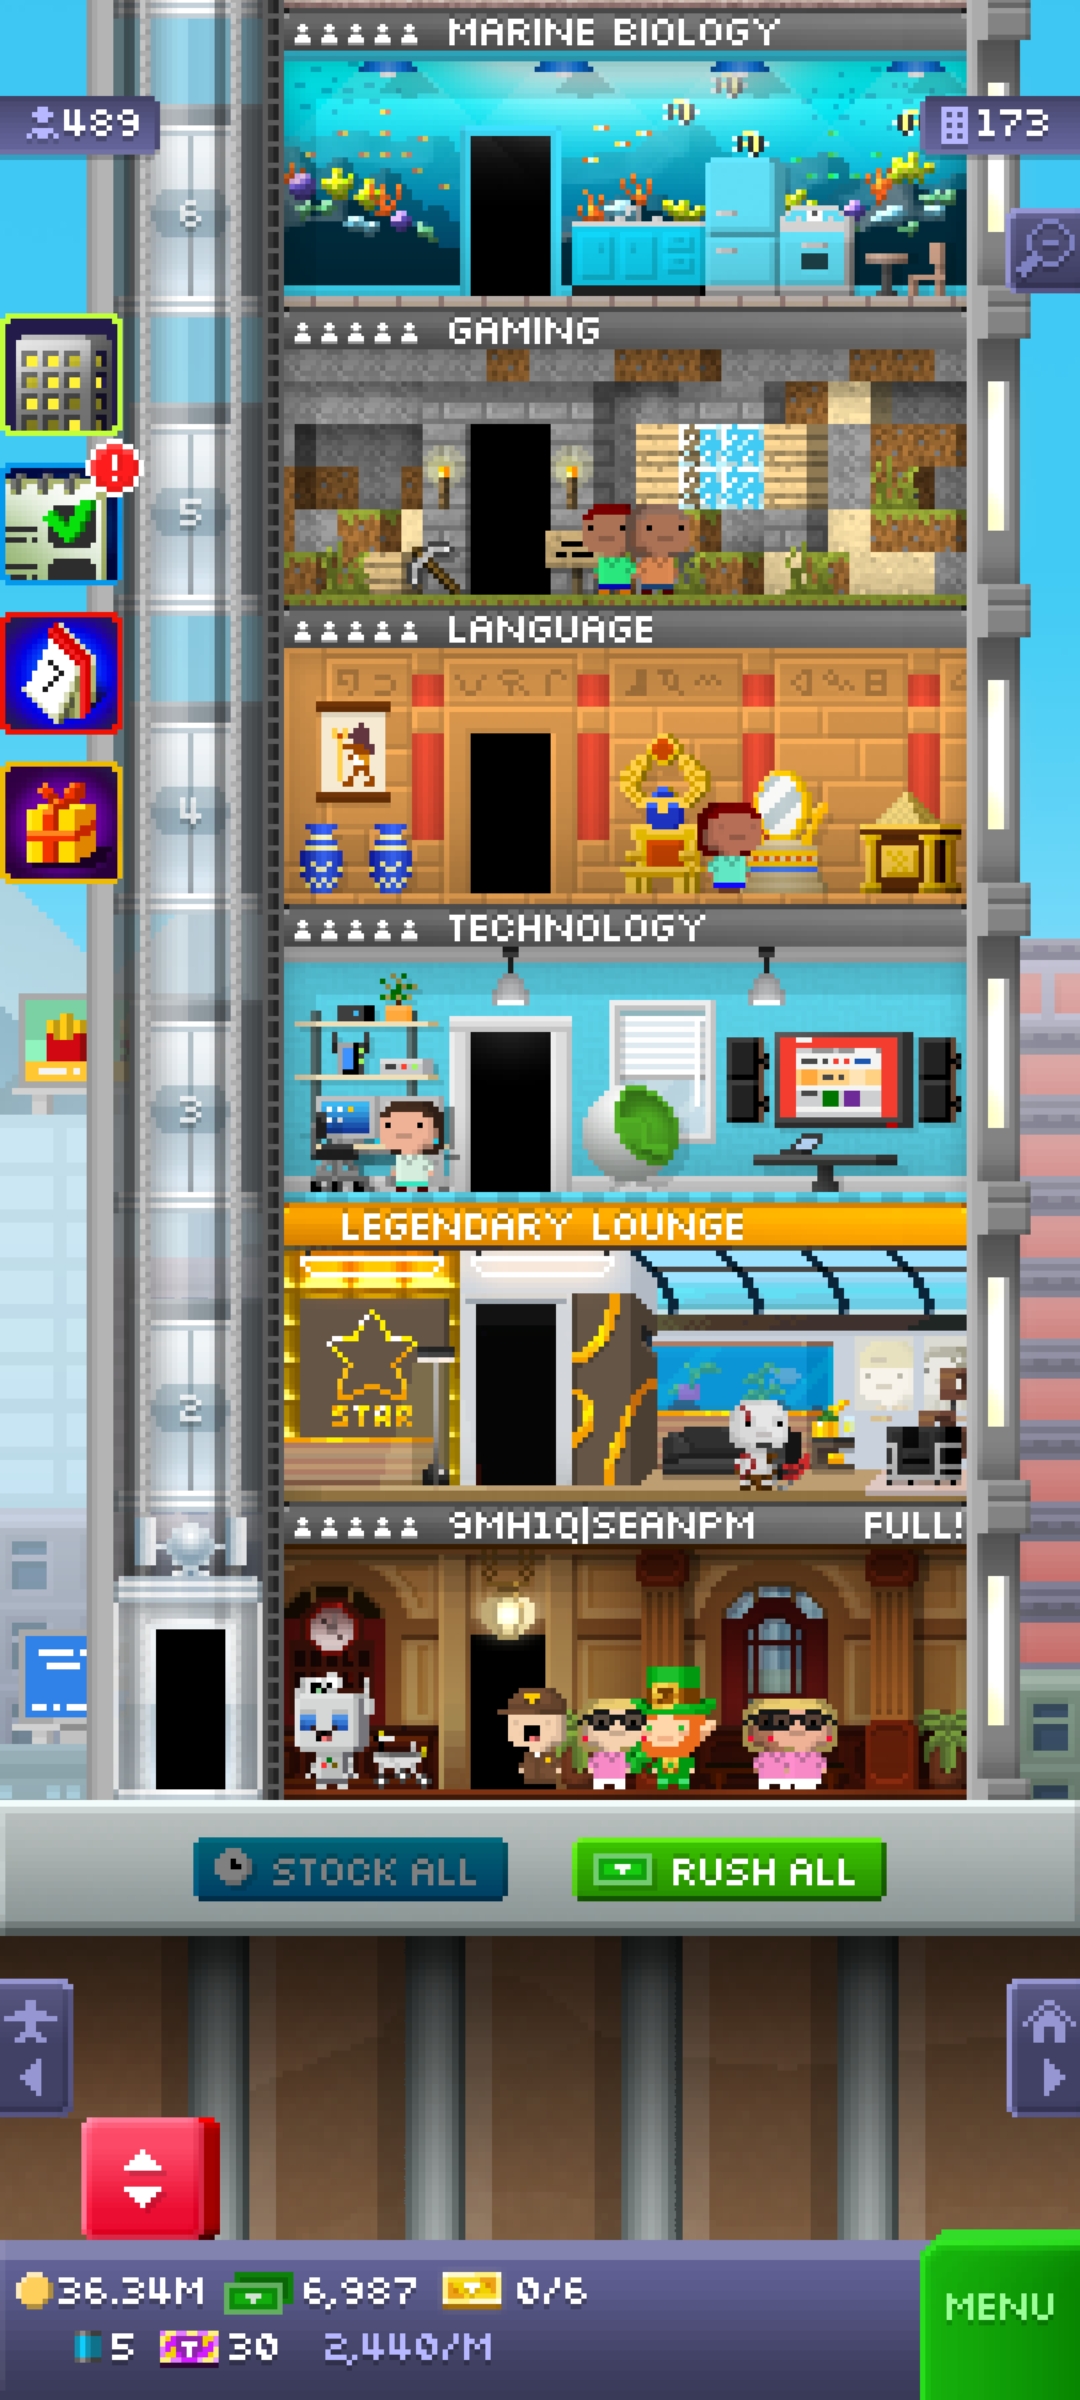 MARINE BIOLOGY
489
173
6
GAMING
5
LANGUAGE
4
TECHNOLOGY
3
LEGENDARY LOUNGE
STAR
2
9MH1Q|SEANPM FULL!
STOCK ALL
RUSH ALL
36.34M 6,987 0/6
MENU
5 30 2,440/M